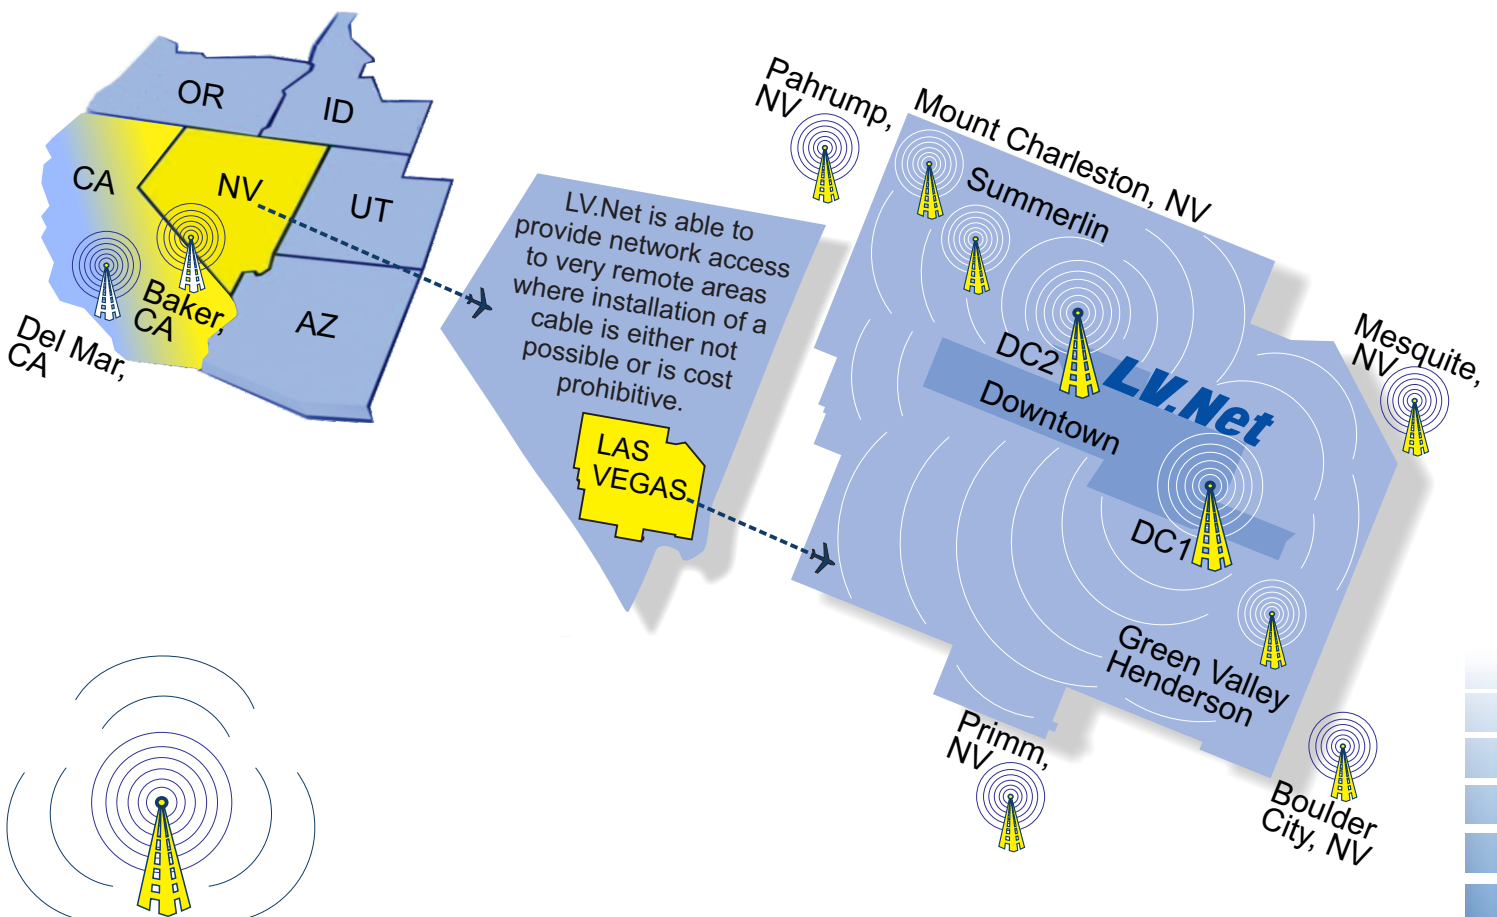 OR
ID
CA
NV
UT
AZ
Baker,
CA
Del Mar,
CA
LV.Net is able to
provide network access
to very remote areas
where installation of a
cable is either not
possible or is cost
prohibitive.
LAS
VEGAS
Pahrump,
NV
Mount Charleston, NV
Summerlin
DC2
LV.Net
Downtown
DC1
Mesquite,
NV
Green Valley
Henderson
Primm,
NV
Boulder
City, NV